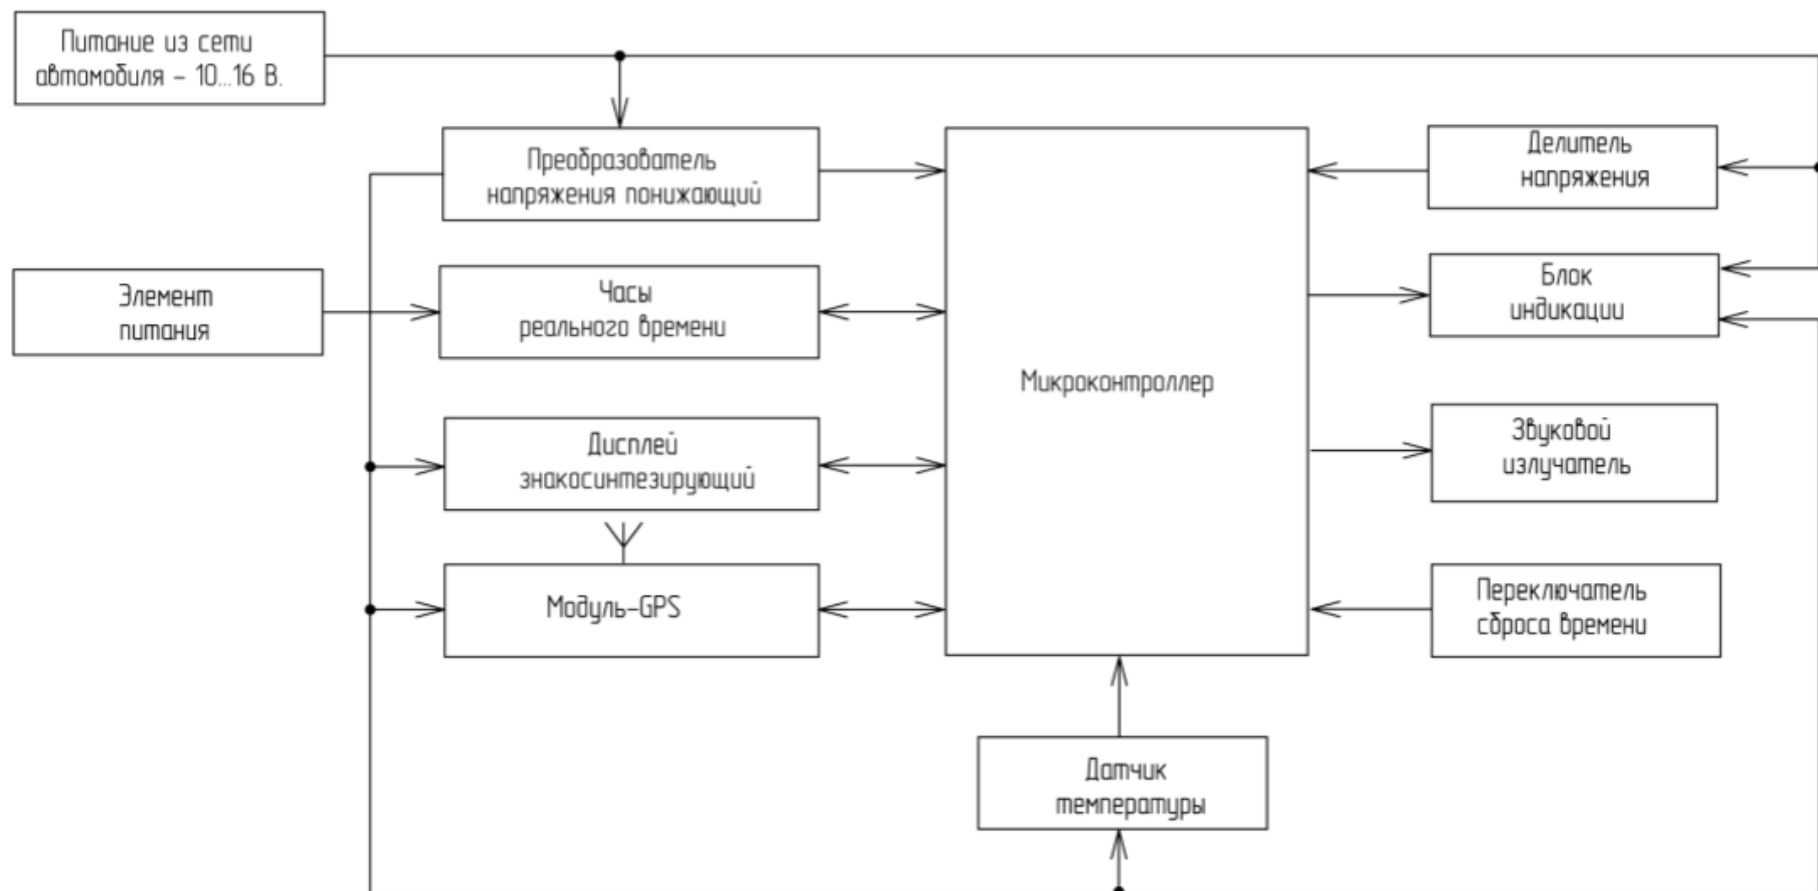 Питание из сети
автомобиля – 10...16 В.
Преобразователь
напряжения понижающий
Делитель
напряжения
Элемент
питания
Часы
реального времени
Блок
индикации
Микроконтроллер
Дисплей
знакосинтезирующий
Звуковой
излучатель
Модуль-GPS
Переключатель
сброса времени
Датчик
температуры